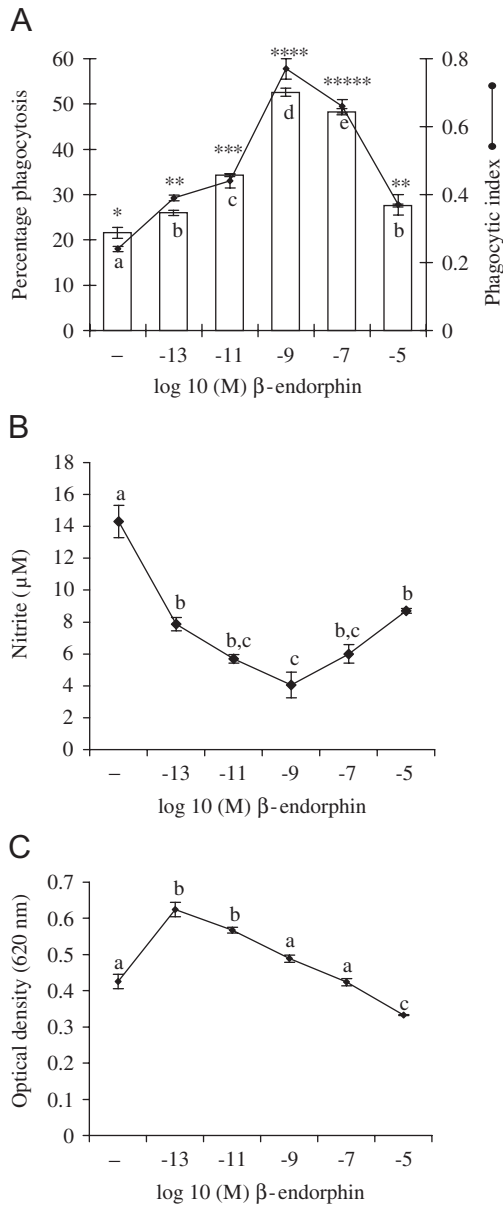 A
60
50
40
30
20
10
0
Percentage phagocytosis
*
**
***
****
*****
**
a
b
c
d
e
b
0.8
0.6
0.4
0.2
0
Phagocytic index
– -13 -11 -9 -7 -5
log 10 (M) β-endorphin
B
18
16
14
12
10
8
6
4
2
0
Nitrite (µM)
a
b
b,c
c
b,c
b
– -13 -11 -9 -7 -5
log 10 (M) β-endorphin
C
0.7
0.6
0.5
0.4
0.3
0.2
0.1
0
Optical density (620 nm)
a
b
b
a
a
c
– -13 -11 -9 -7 -5
log 10 (M) β-endorphin